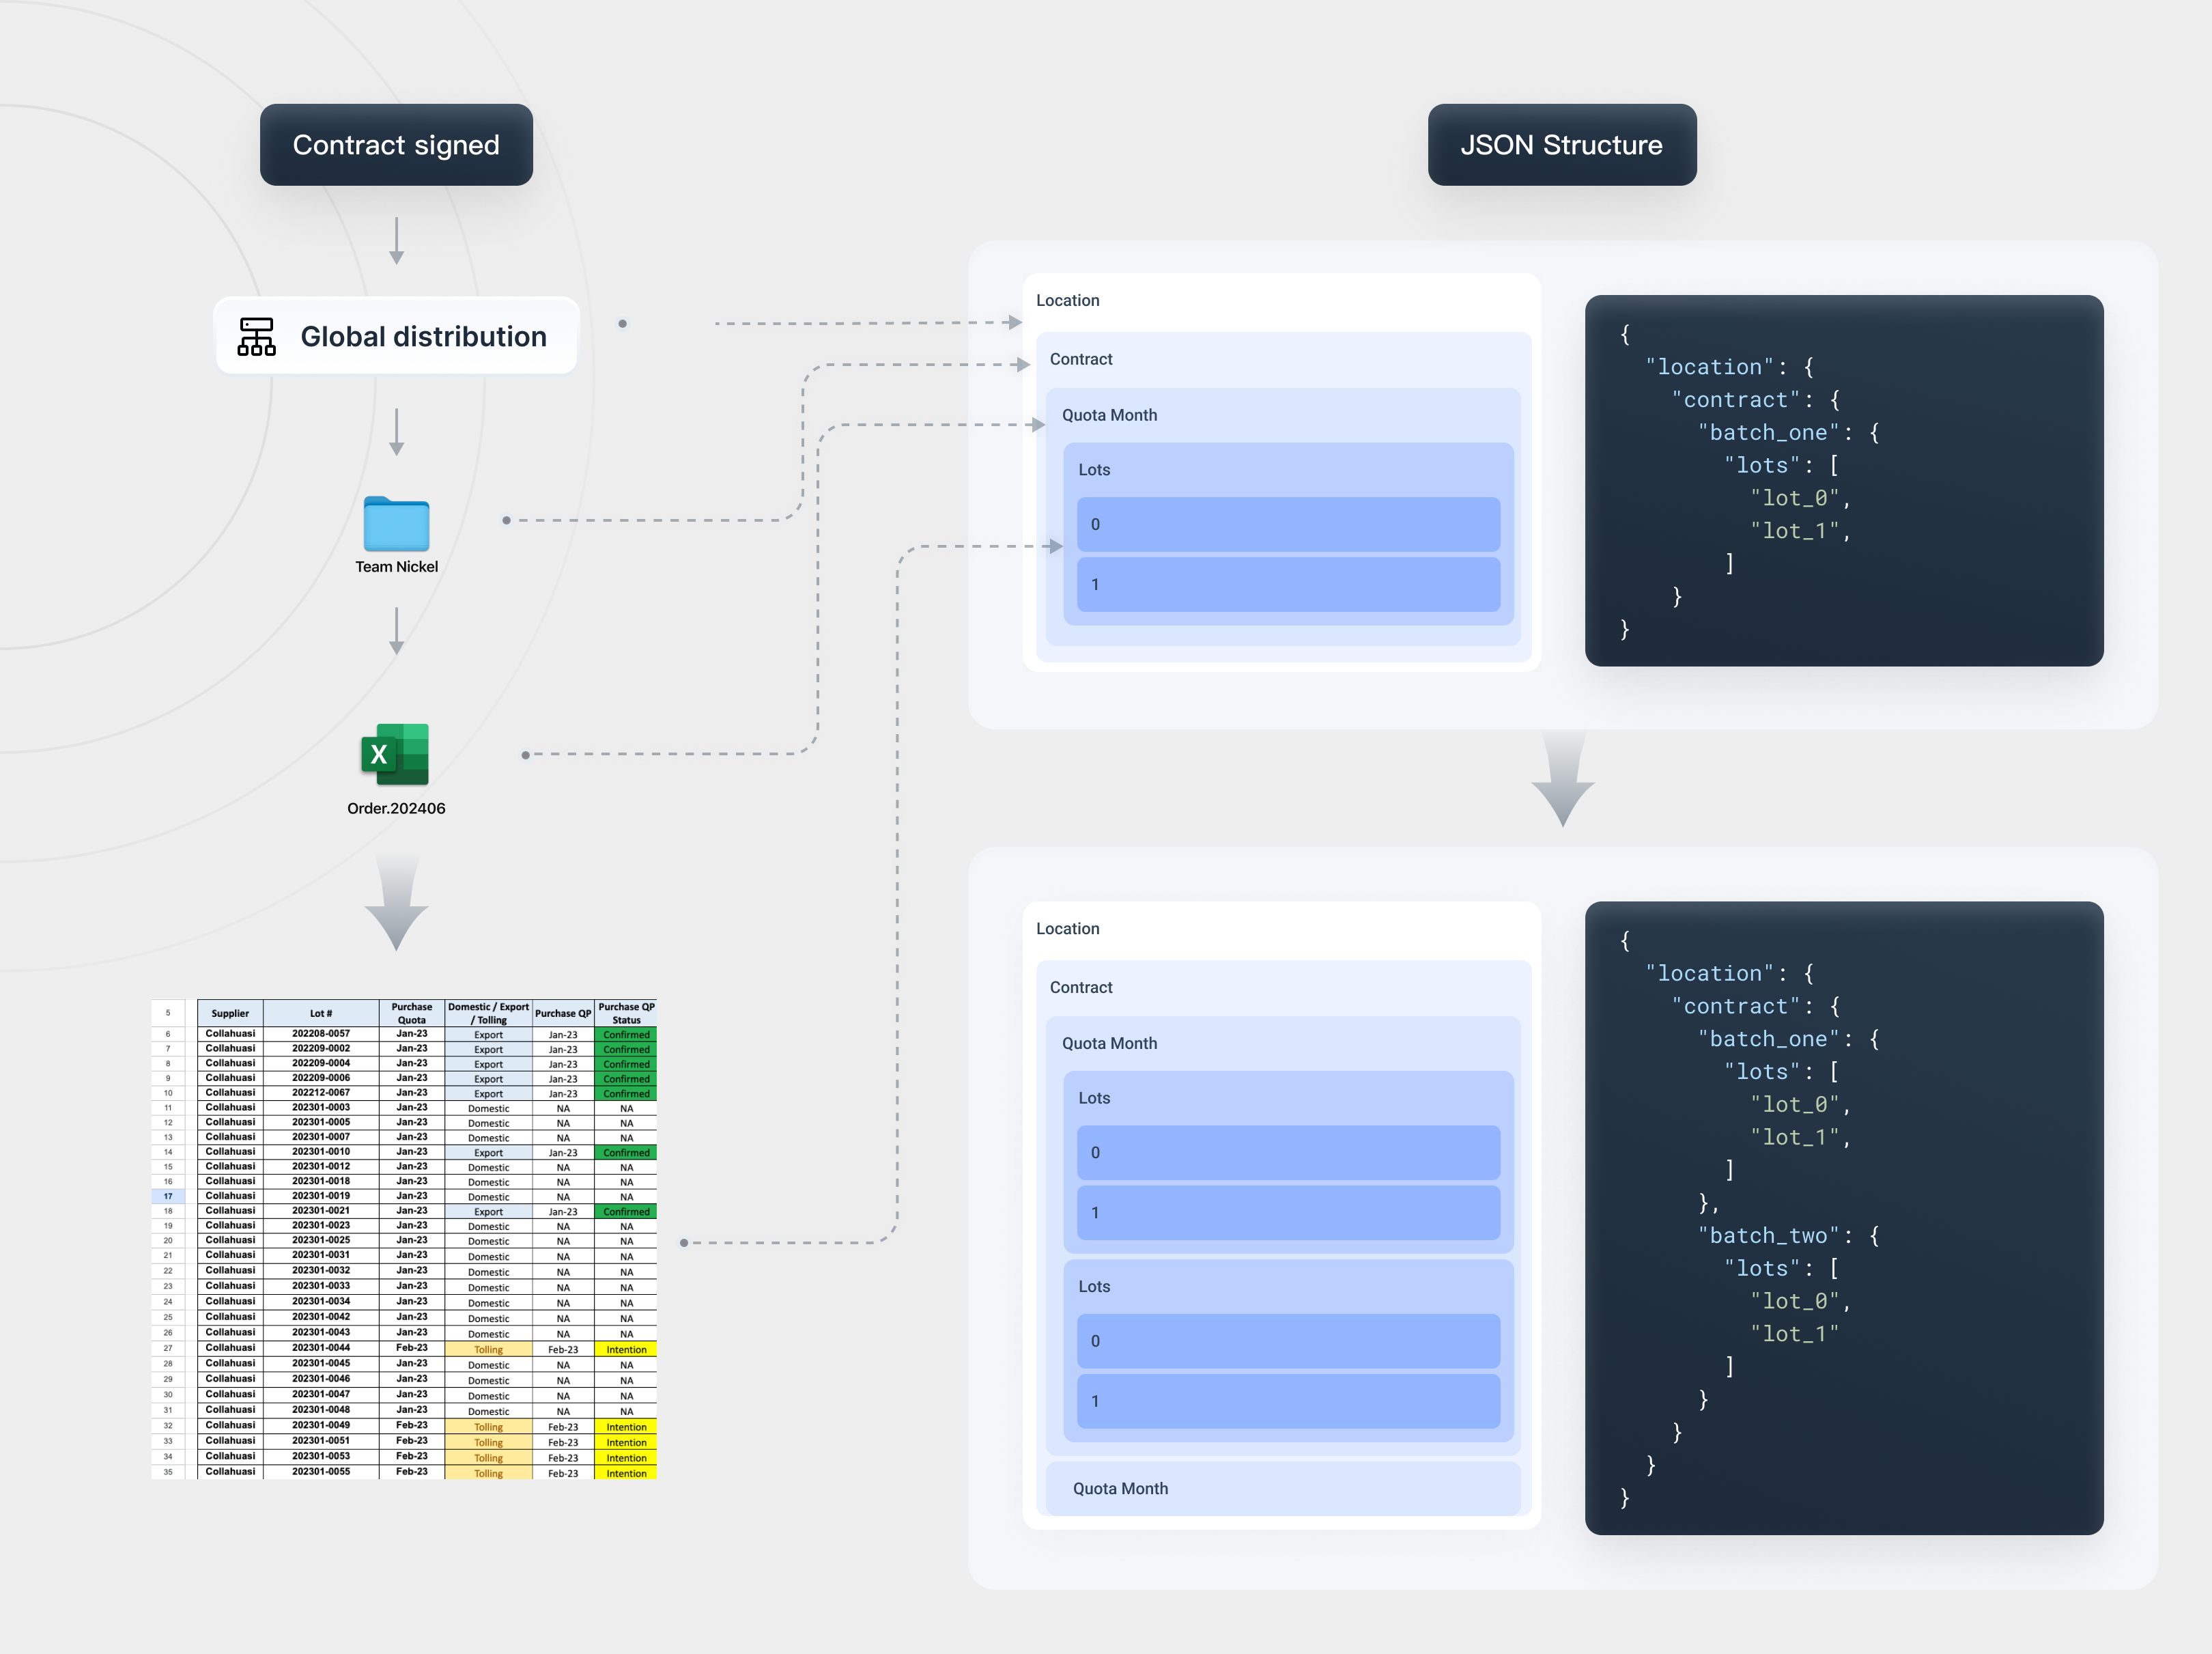 Contract signed
Global distribution
Team Nickel
X
Order.202406
5 Supplier Lot # Purchase Quota Domestic / Export / Tolling Purchase QP Purchase QP Status
6 Collahuasi 202208-0057 Jan-23 Export Jan-23 Confirmed
7 Collahuasi 202209-0002 Jan-23 Export Jan-23 Confirmed
8 Collahuasi 202209-0004 Jan-23 Export Jan-23 Confirmed
9 Collahuasi 202209-0006 Jan-23 Export Jan-23 Confirmed
10 Collahuasi 202212-0067 Jan-23 Export Jan-23 Confirmed
11 Collahuasi 202301-0003 Jan-23 Domestic NA NA
12 Collahuasi 202301-0005 Jan-23 Domestic NA NA
13 Collahuasi 202301-0007 Jan-23 Domestic NA NA
14 Collahuasi 202301-0010 Jan-23 Export Jan-23 Confirmed
15 Collahuasi 202301-0012 Jan-23 Domestic NA NA
16 Collahuasi 202301-0018 Jan-23 Domestic NA NA
17 Collahuasi 202301-0019 Jan-23 Domestic NA NA
18 Collahuasi 202301-0021 Jan-23 Export Jan-23 Confirmed
19 Collahuasi 202301-0023 Jan-23 Domestic NA NA
20 Collahuasi 202301-0025 Jan-23 Domestic NA NA
21 Collahuasi 202301-0031 Jan-23 Domestic NA NA
22 Collahuasi 202301-0032 Jan-23 Domestic NA NA
23 Collahuasi 202301-0033 Jan-23 Domestic NA NA
24 Collahuasi 202301-0034 Jan-23 Domestic NA NA
25 Collahuasi 202301-0042 Jan-23 Domestic NA NA
26 Collahuasi 202301-0043 Jan-23 Domestic NA NA
27 Collahuasi 202301-0044 Feb-23 Tolling Feb-23 Intention
28 Collahuasi 202301-0045 Jan-23 Domestic NA NA
29 Collahuasi 202301-0046 Jan-23 Domestic NA NA
30 Collahuasi 202301-0047 Jan-23 Domestic NA NA
31 Collahuasi 202301-0048 Jan-23 Domestic NA NA
32 Collahuasi 202301-0049 Feb-23 Tolling Feb-23 Intention
33 Collahuasi 202301-0051 Feb-23 Tolling Feb-23 Intention
34 Collahuasi 202301-0053 Feb-23 Tolling Feb-23 Intention
35 Collahuasi 202301-0055 Feb-23 Tolling Feb-23 Intention
JSON Structure
Location
Contract
Quota Month
Lots
0
1
{
"location": {
"contract": {
"batch_one": {
"lots": [
"lot_0",
"lot_1",
]
}
}
Location
Contract
Quota Month
Lots
0
1
Lots
0
1
Quota Month
{
"location": {
"contract": {
"batch_one": {
"lots": [
"lot_0",
"lot_1",
]
},
"batch_two": {
"lots": [
"lot_0",
"lot_1"
]
}
}
}
}